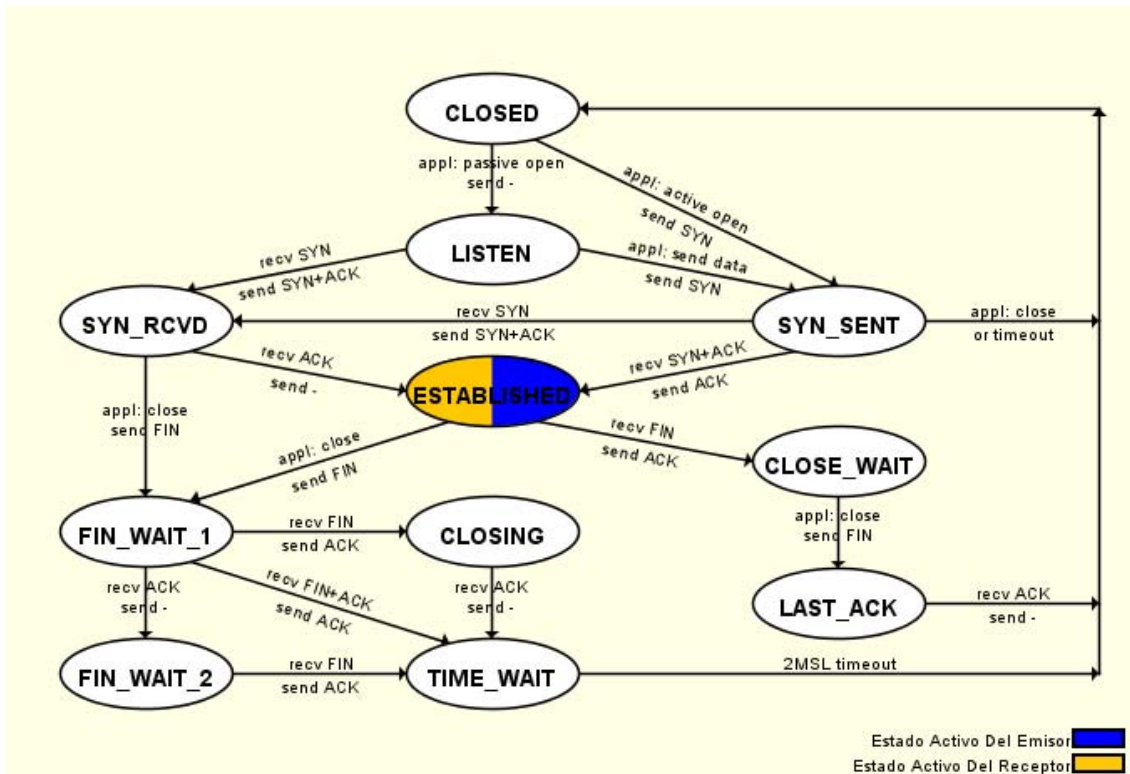 CLOSED
appl: passive open
send -
appl: active open
send SYN
LISTEN
recv SYN
send SYN+ACK
appl: send data
send SYN
SYN_RCVD
recv SYN
send SYN+ACK
SYN_SENT
appl: close
or timeout
recv ACK
send -
recv SYN+ACK
send ACK
ESTABLISHED
appl: close
send FIN
appl: close
send FIN
recv FIN
send ACK
CLOSE_WAIT
FIN_WAIT_1
recv FIN
send ACK
CLOSING
appl: close
send FIN
recv ACK
send -
recv FIN+ACK
send ACK
recv ACK
send -
LAST_ACK
recv ACK
send -
FIN_WAIT_2
recv FIN
send ACK
TIME_WAIT
2MSL timeout
Estado Activo Del Emisor
Estado Activo Del Receptor